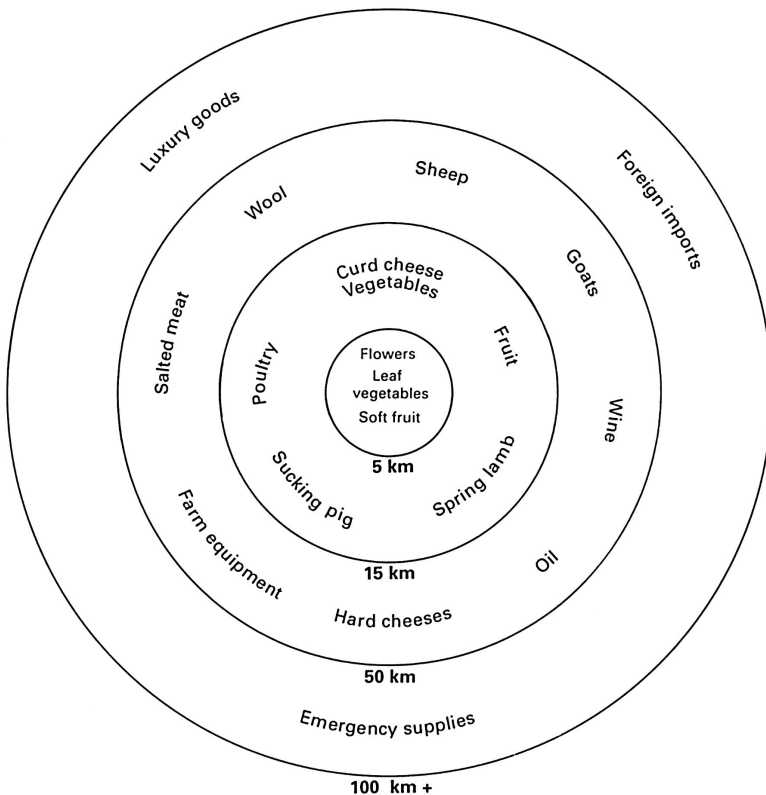 Luxury goods
Foreign imports
Sheep
Wool
Goats
Curd cheese
Vegetables
Salted meat
Fruit
Poultry
Flowers
Leaf
vegetables
Soft fruit
Wine
5 km
Sucking pig
Spring lamb
Farm equipment
Oil
15 km
Hard cheeses
50 km
Emergency supplies
100 km +